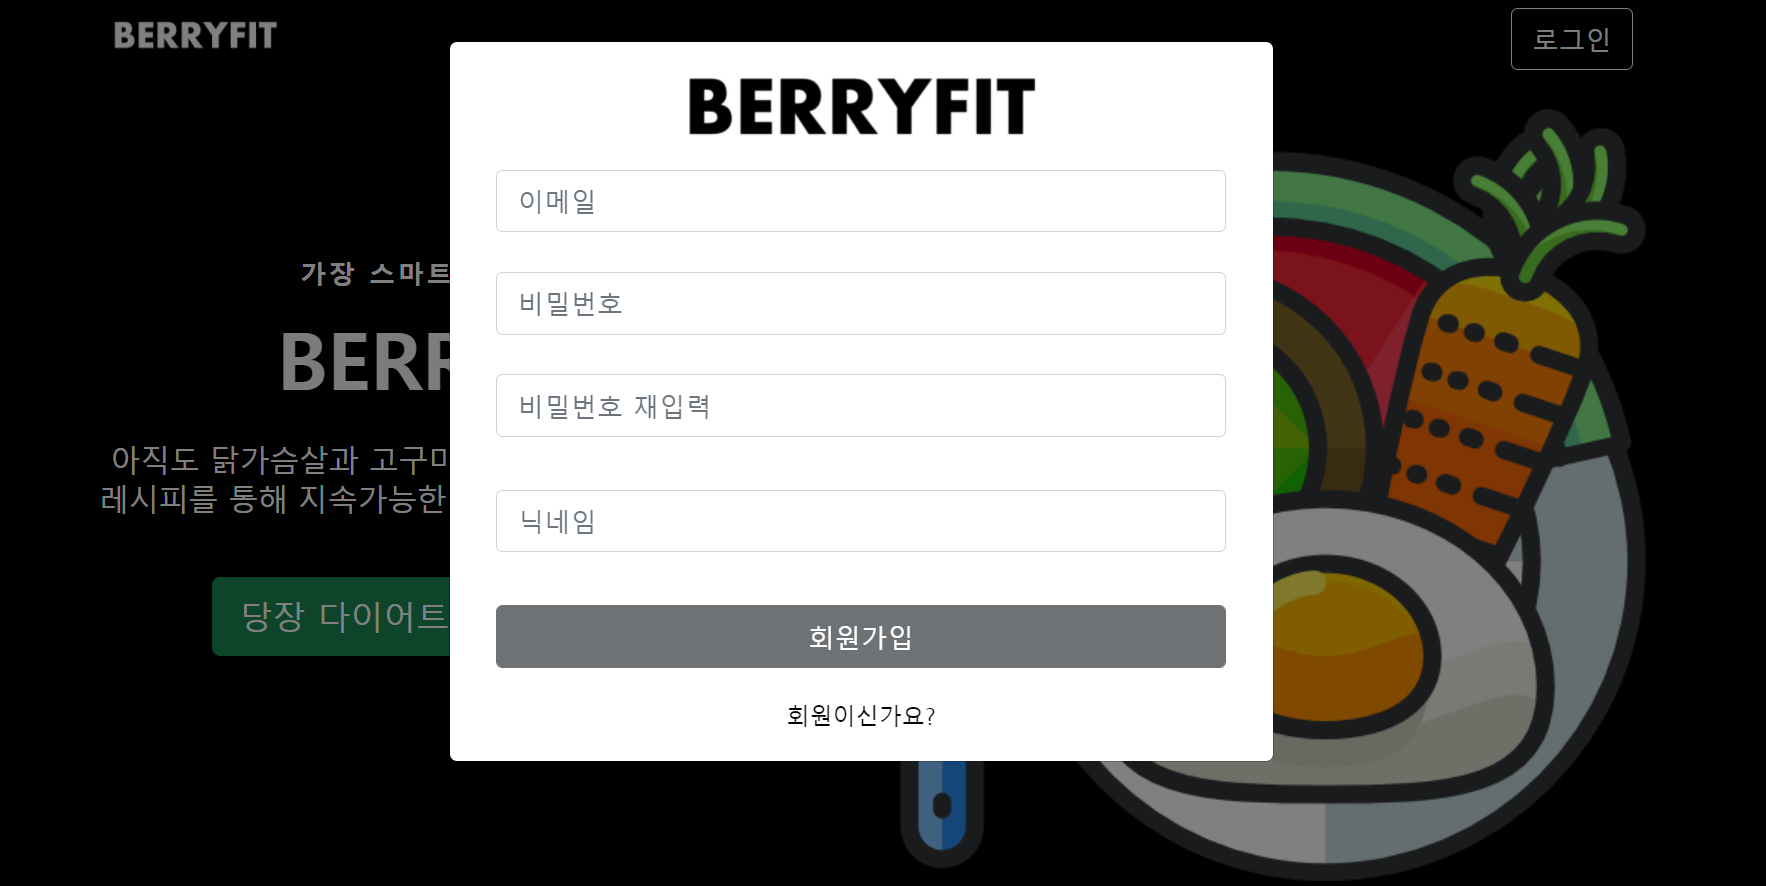 BERRYFIT
로그인
BERRYFIT
이메일
비밀번호
비밀번호 재입력
닉네임
회원가입
회원이신가요?
가장 스마트
BERR
아직도 닭가슴살과 고구마
레시피를 통해 지속가능한
당장 다이어트